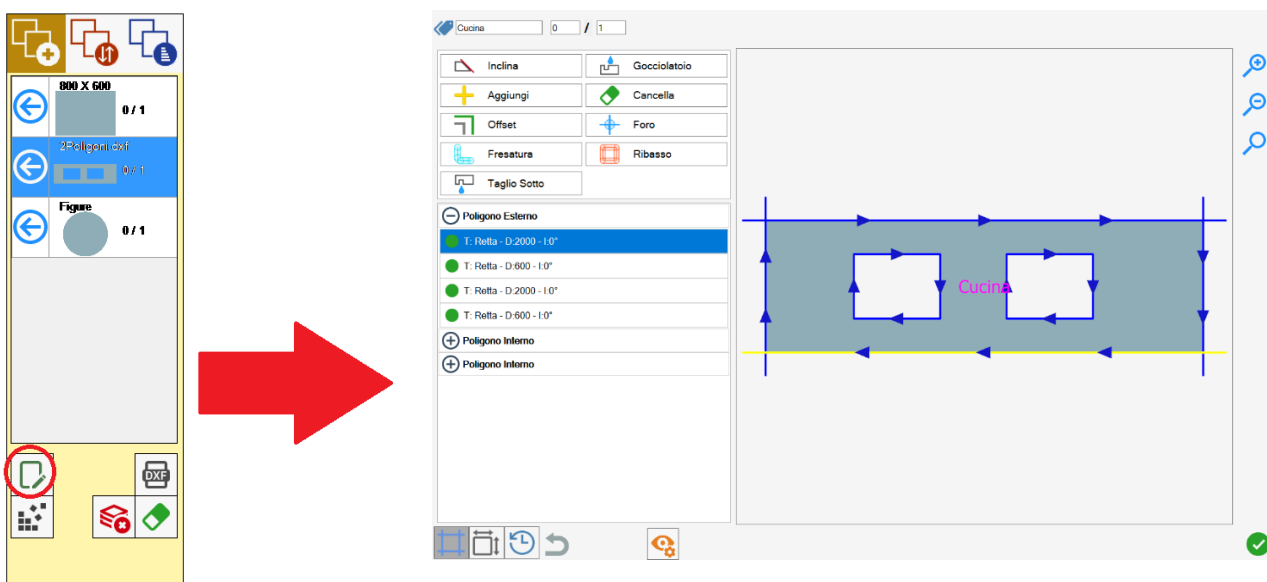 800 X 600
0 / 1
2Poligoni dxf
0 / 1
Figure
0 / 1
DXF
Cucina
0 / 1
Inclina
Gocciolatoio
Aggiungi
Cancella
Offset
Foro
Fresatura
Ribasso
Taglio Sotto
Poligono Esterno
T: Retta - D:2000 - I:0°
T: Retta - D:600 - I:0°
T: Retta - D:2000 - I:0°
T: Retta - D:600 - I:0°
Poligono Interno
Poligono Interno
Cucina